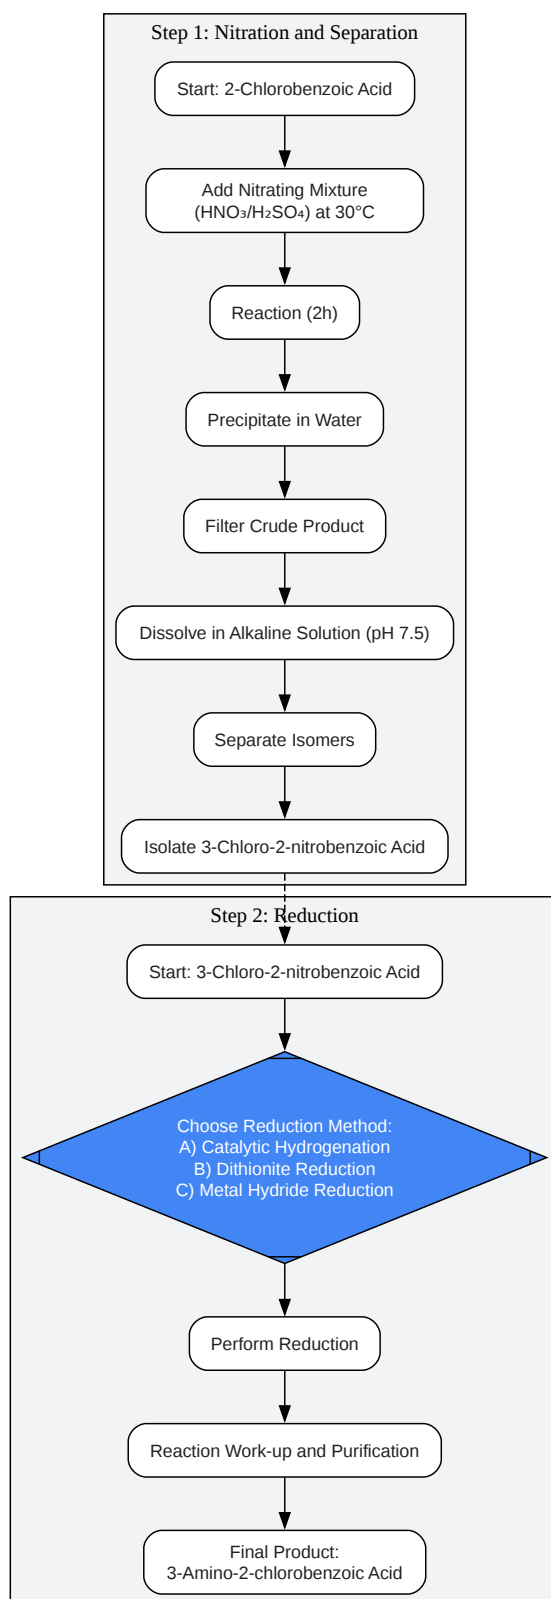 Step 1: Nitration and Separation
Start: 2-Chlorobenzoic Acid
Add Nitrating Mixture
(HNO₃/H₂SO₄) at 30°C
Reaction (2h)
Precipitate in Water
Filter Crude Product
Dissolve in Alkaline Solution (pH 7.5)
Separate Isomers
Isolate 3-Chloro-2-nitrobenzoic Acid
Step 2: Reduction
Start: 3-Chloro-2-nitrobenzoic Acid
Choose Reduction Method:
A) Catalytic Hydrogenation
B) Dithionite Reduction
C) Metal Hydride Reduction
Perform Reduction
Reaction Work-up and Purification
Final Product:
3-Amino-2-chlorobenzoic Acid